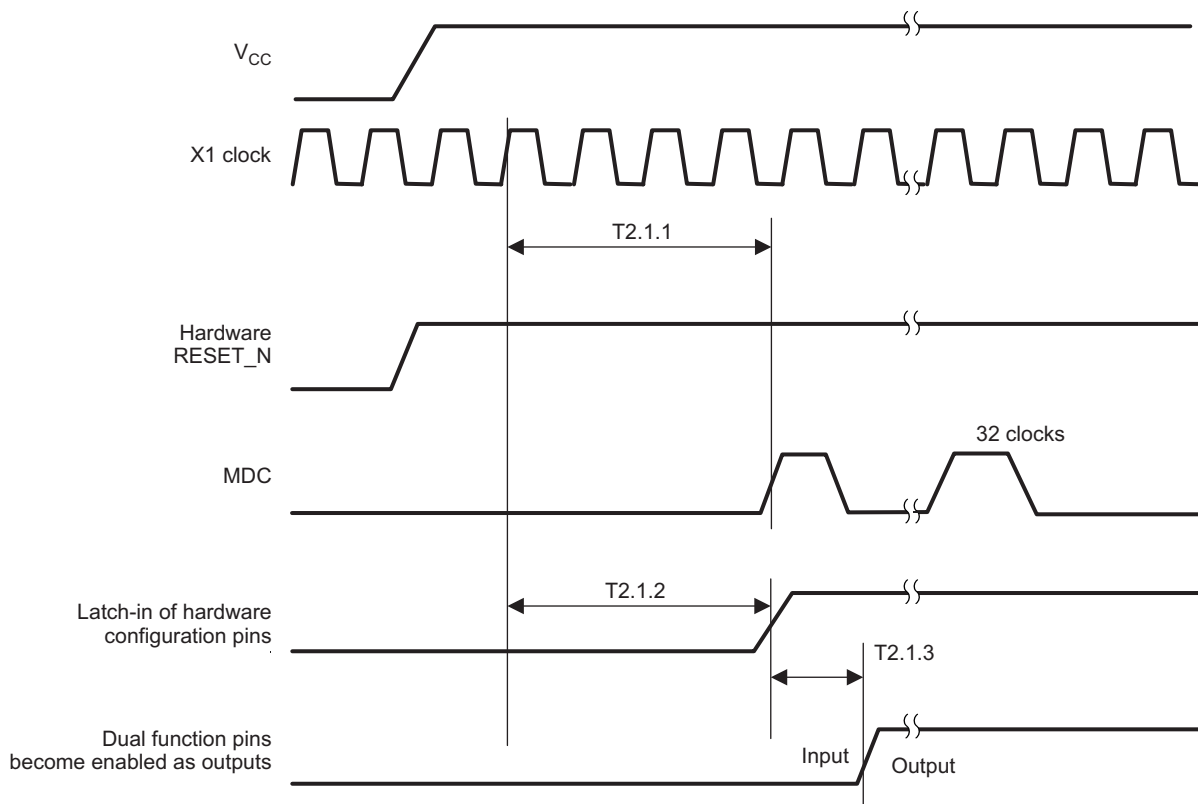 VCC
X1 clock
T2.1.1
Hardware
RESET_N
32 clocks
MDC
T2.1.2
Latch-in of hardware
configuration pins
T2.1.3
Dual function pins
become enabled as outputs
Input
Output